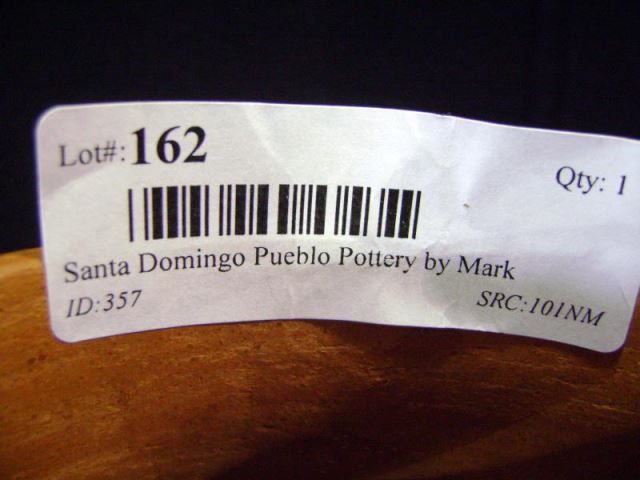 Lot#: 162
Qty: 1
Santa Domingo Pueblo Pottery by Mark
ID:357
SRC:101NM